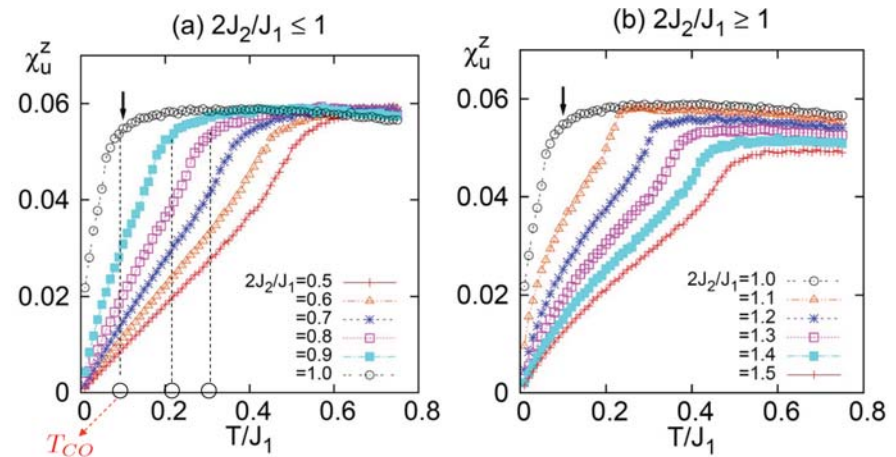 (a) 2J₂/J₁ ≤ 1
χᵤᶻ
0.06
0.04
0.02
0
2J₂/J₁=0.5
=0.6
=0.7
=0.8
=0.9
=1.0
0 0.2 0.4 0.6 0.8
T/J₁
T_CO
(b) 2J₂/J₁ ≥ 1
χᵤᶻ
0.06
0.04
0.02
0
2J₂/J₁=1.0
=1.1
=1.2
=1.3
=1.4
=1.5
0 0.2 0.4 0.6 0.8
T/J₁